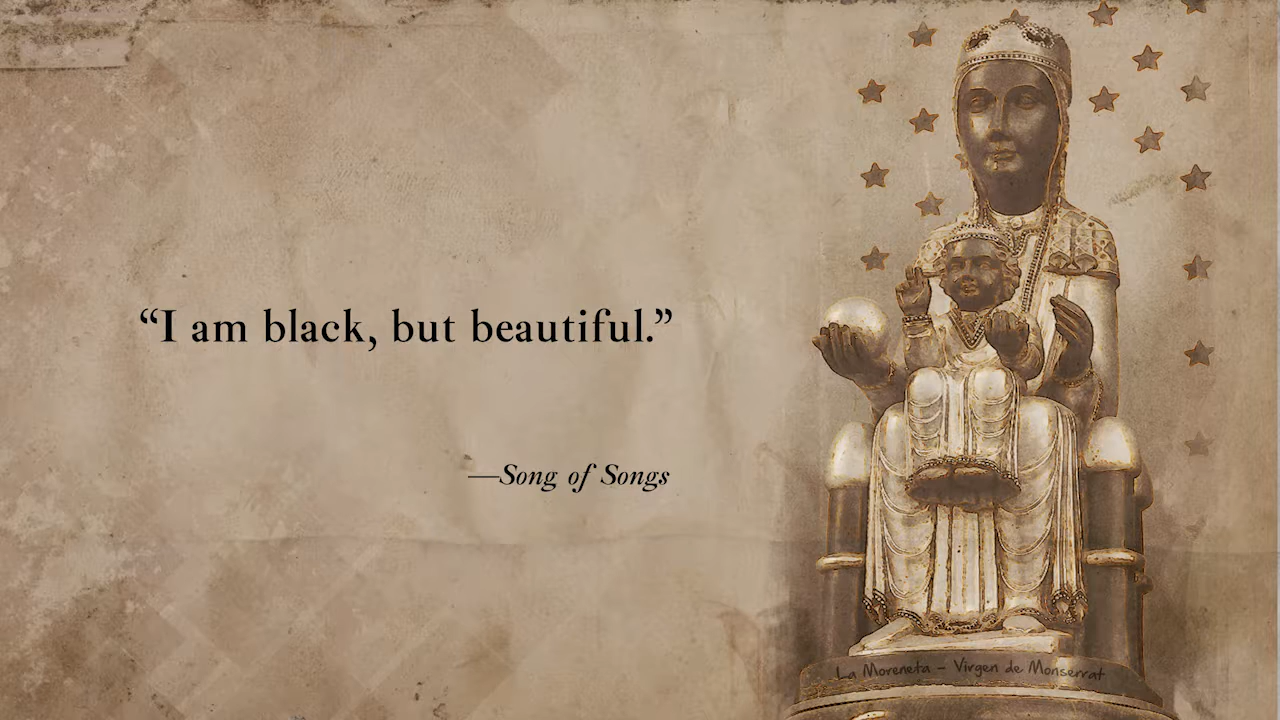 “I am black, but beautiful.”
—Song of Songs
La Moreneta – Virgen de Monserrat